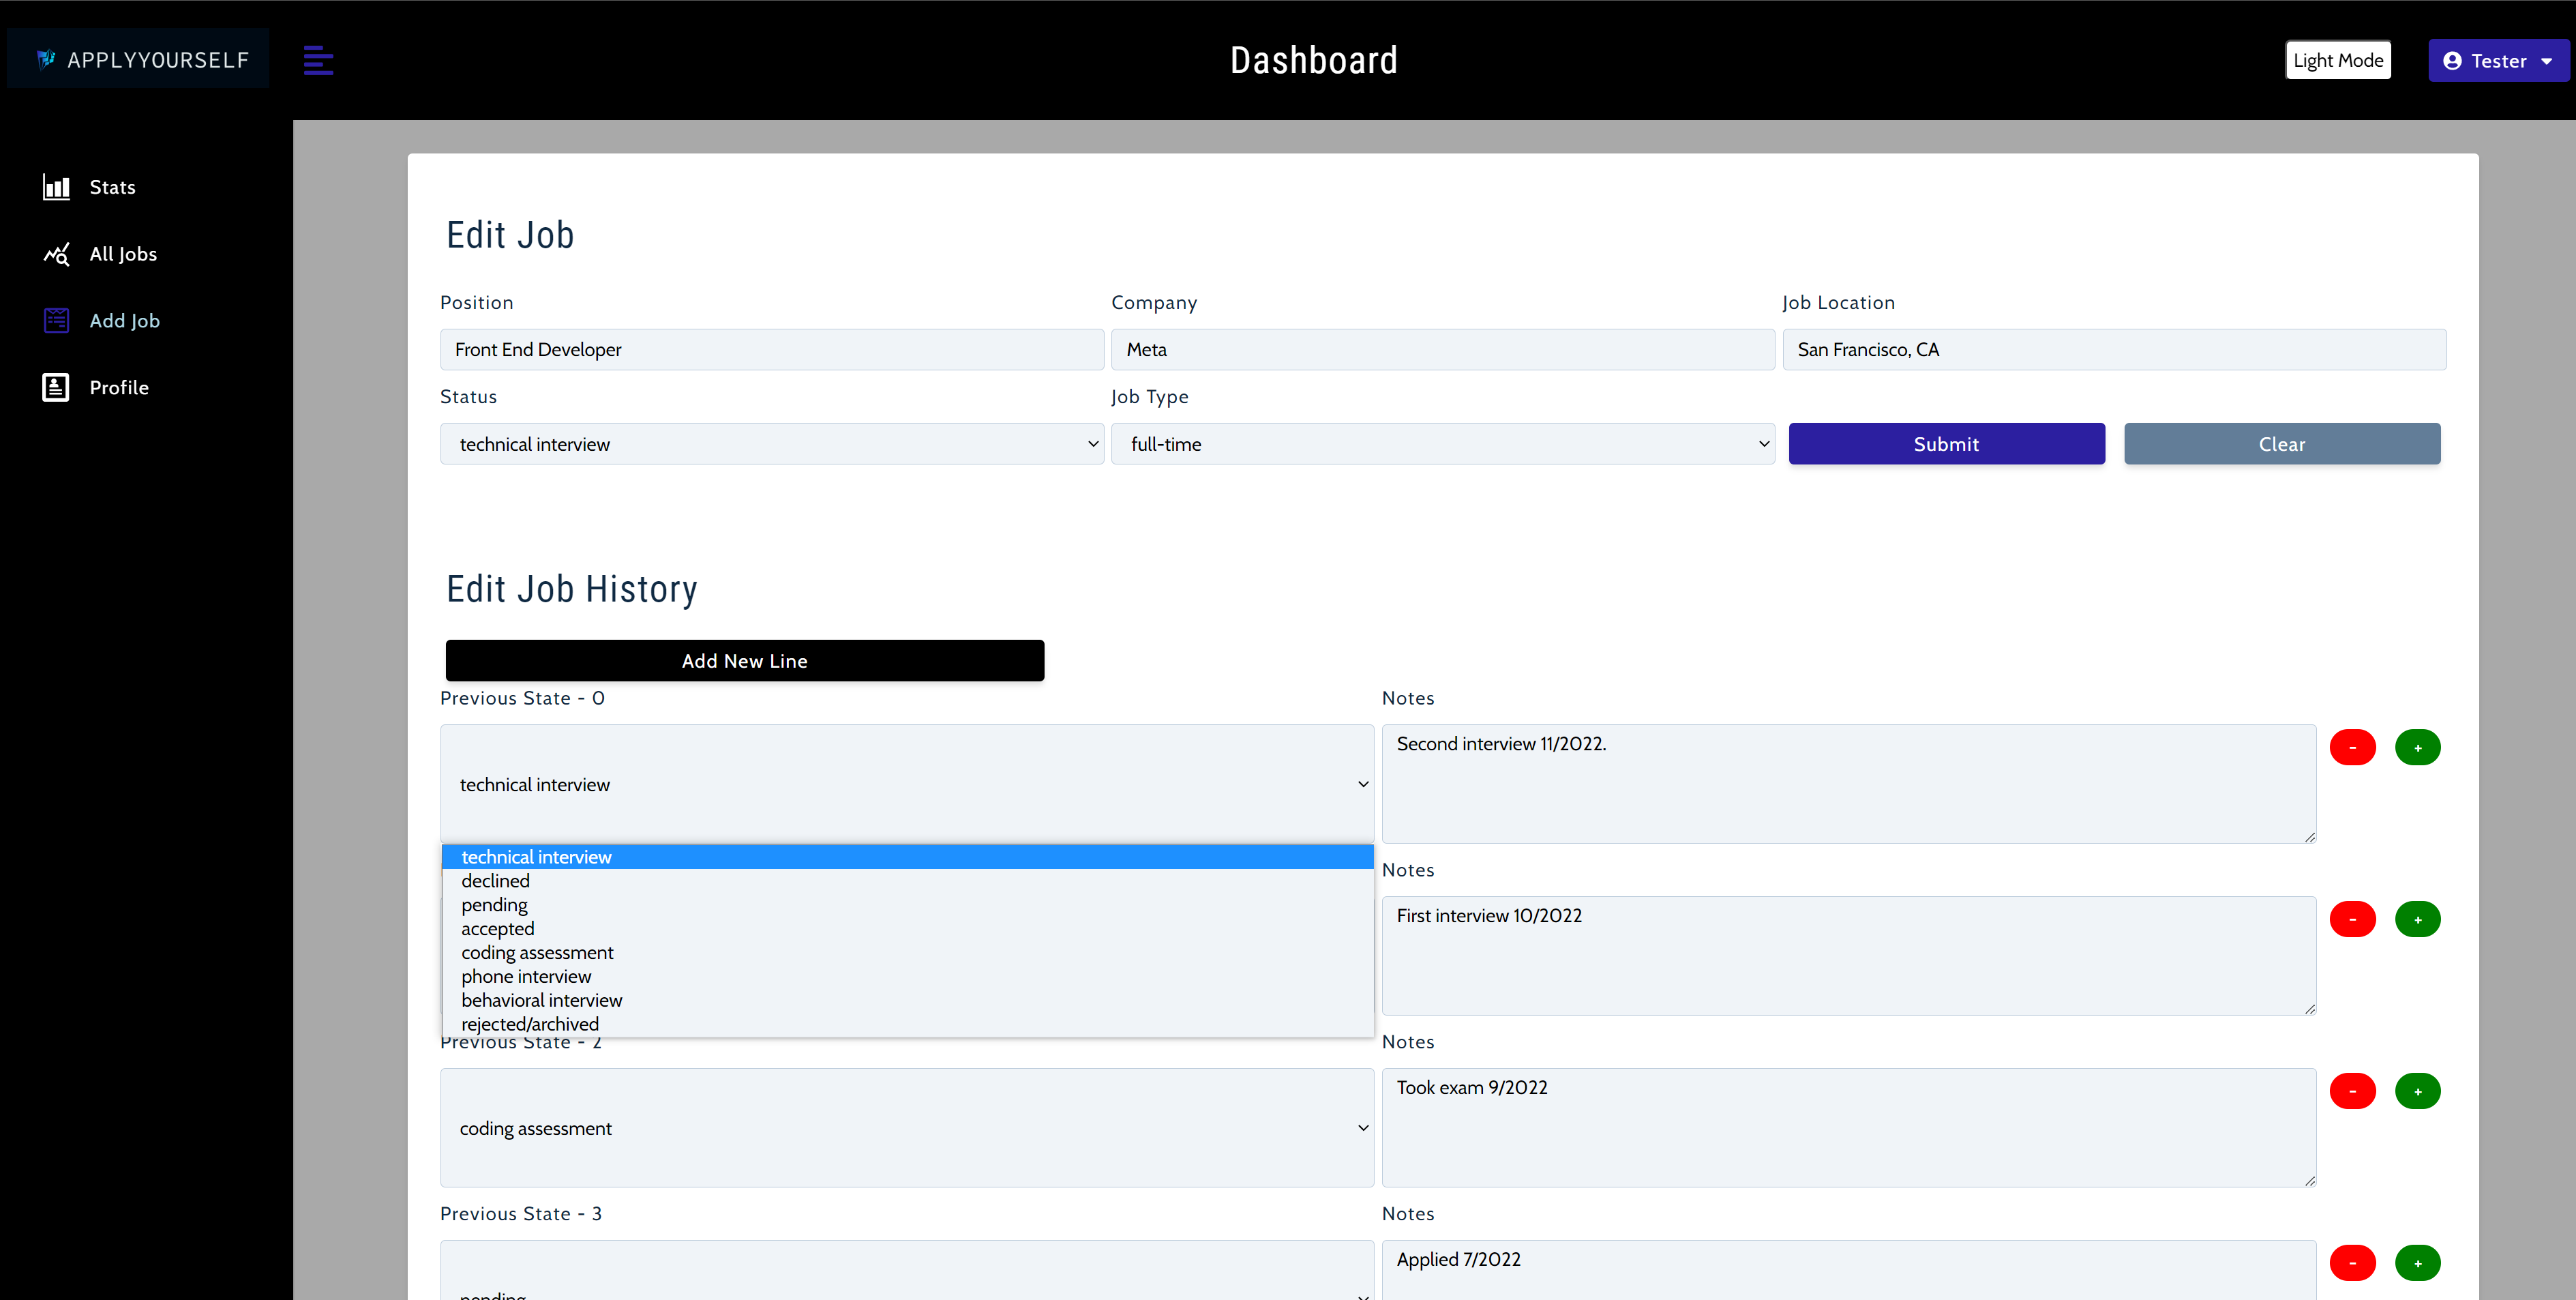 APPLYYOURSELF
Dashboard
Light Mode
Tester
Stats
All Jobs
Add Job
Profile
Edit Job
Position
Company
Job Location
Front End Developer
Meta
San Francisco, CA
Status
Job Type
technical interview
full-time
Submit
Clear
Edit Job History
Add New Line
Previous State - 0
Notes
technical interview
Second interview 11/2022.
-
+
technical interview
declined
pending
accepted
coding assessment
phone interview
behavioral interview
rejected/archived
Notes
First interview 10/2022
-
+
Previous State - 2
Notes
coding assessment
Took exam 9/2022
-
+
Previous State - 3
Notes
pending
Applied 7/2022
-
+